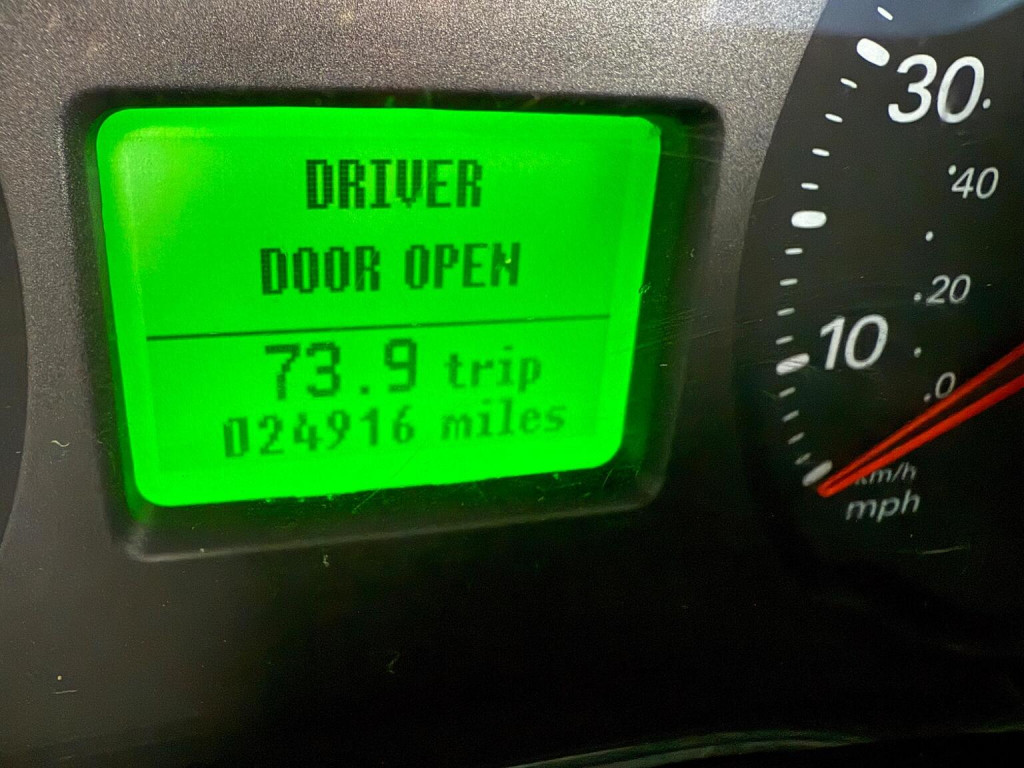 DRIVER
DOOR OPEN
73.9 trip
024916 miles
30
40
20
10
0
km/h
mph